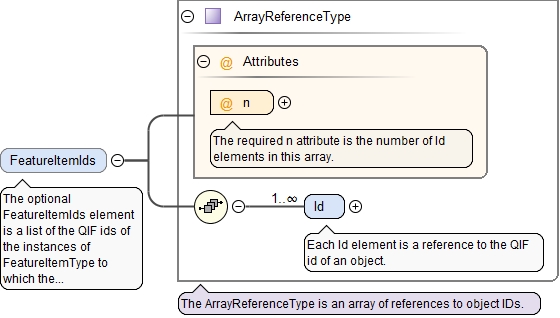 ArrayReferenceType
@ Attributes
@ n
The required n attribute is the number of Id
elements in this array.
FeatureItemIds
The optional
FeatureItemIds element
is a list of the QIF ids of
the instances of
FeatureItemType to
which the...
1..∞
Id
Each Id element is a reference to the QIF
id of an object.
The ArrayReferenceType is an array of references to object IDs.